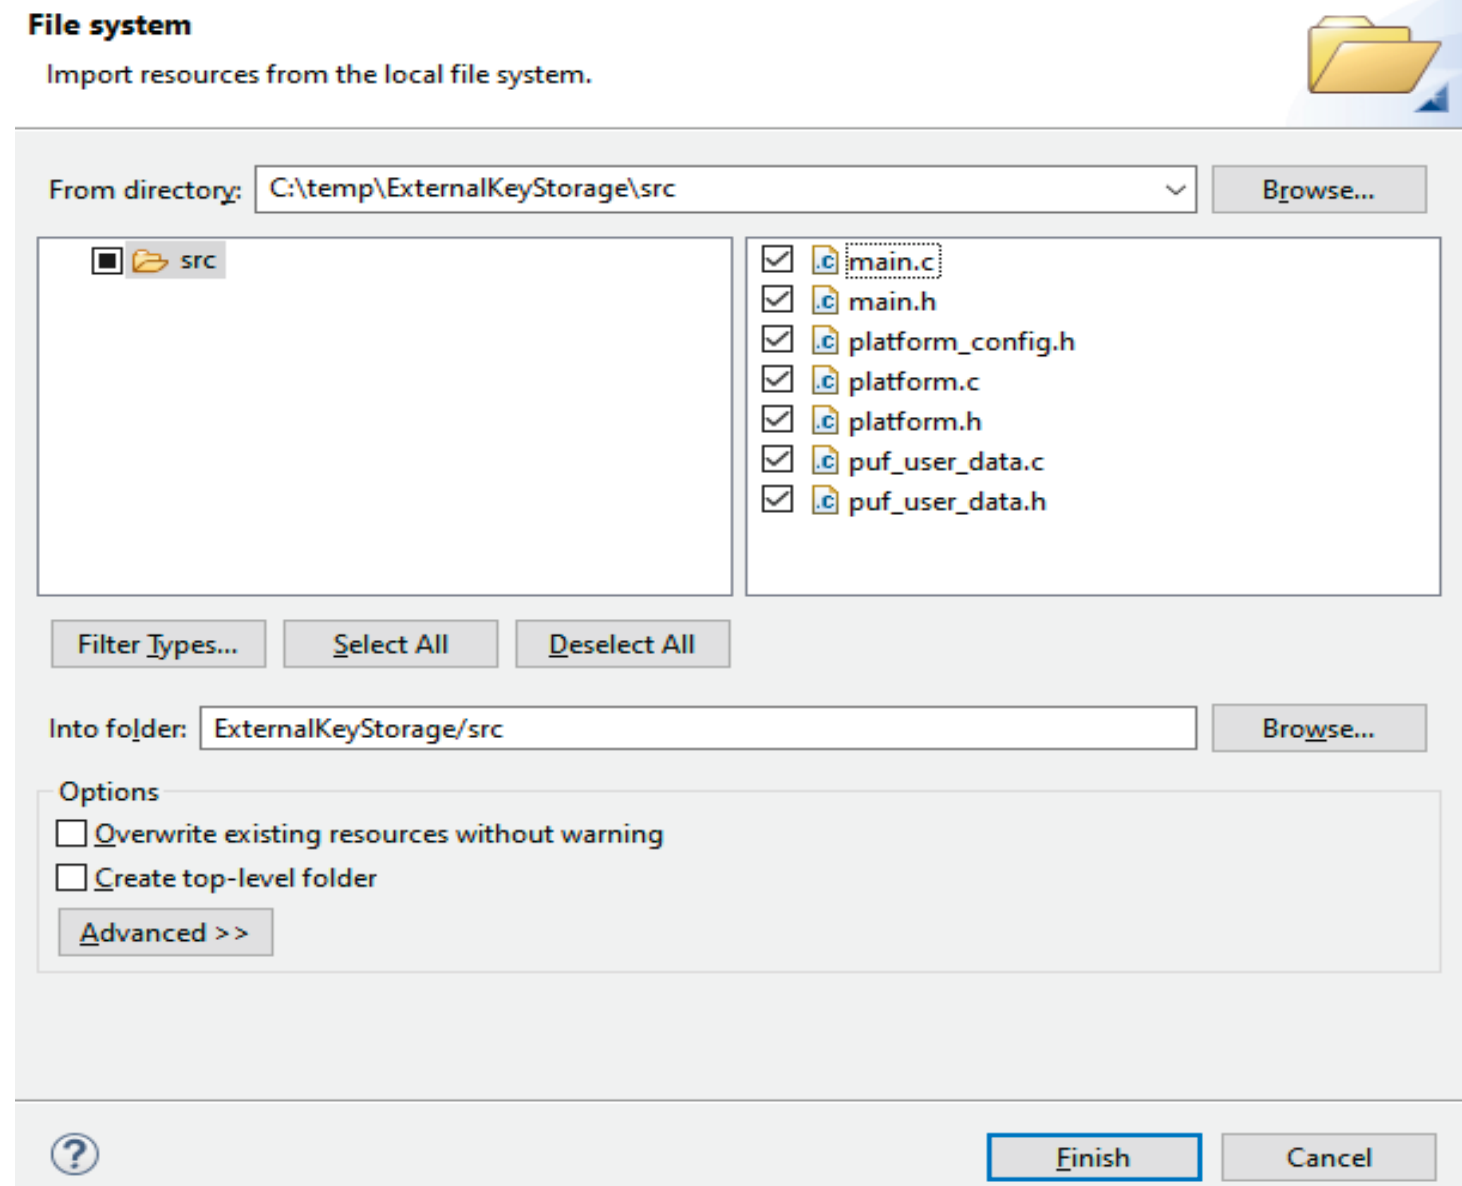 File system
Import resources from the local file system.
From directory: C:\temp\ExternalKeyStorage\src Browse...
src
main.c
main.h
platform_config.h
platform.c
platform.h
puf_user_data.c
puf_user_data.h
Filter Types... Select All Deselect All
Into folder: ExternalKeyStorage/src Browse...
Options
Overwrite existing resources without warning
Create top-level folder
Advanced >>
? Finish Cancel